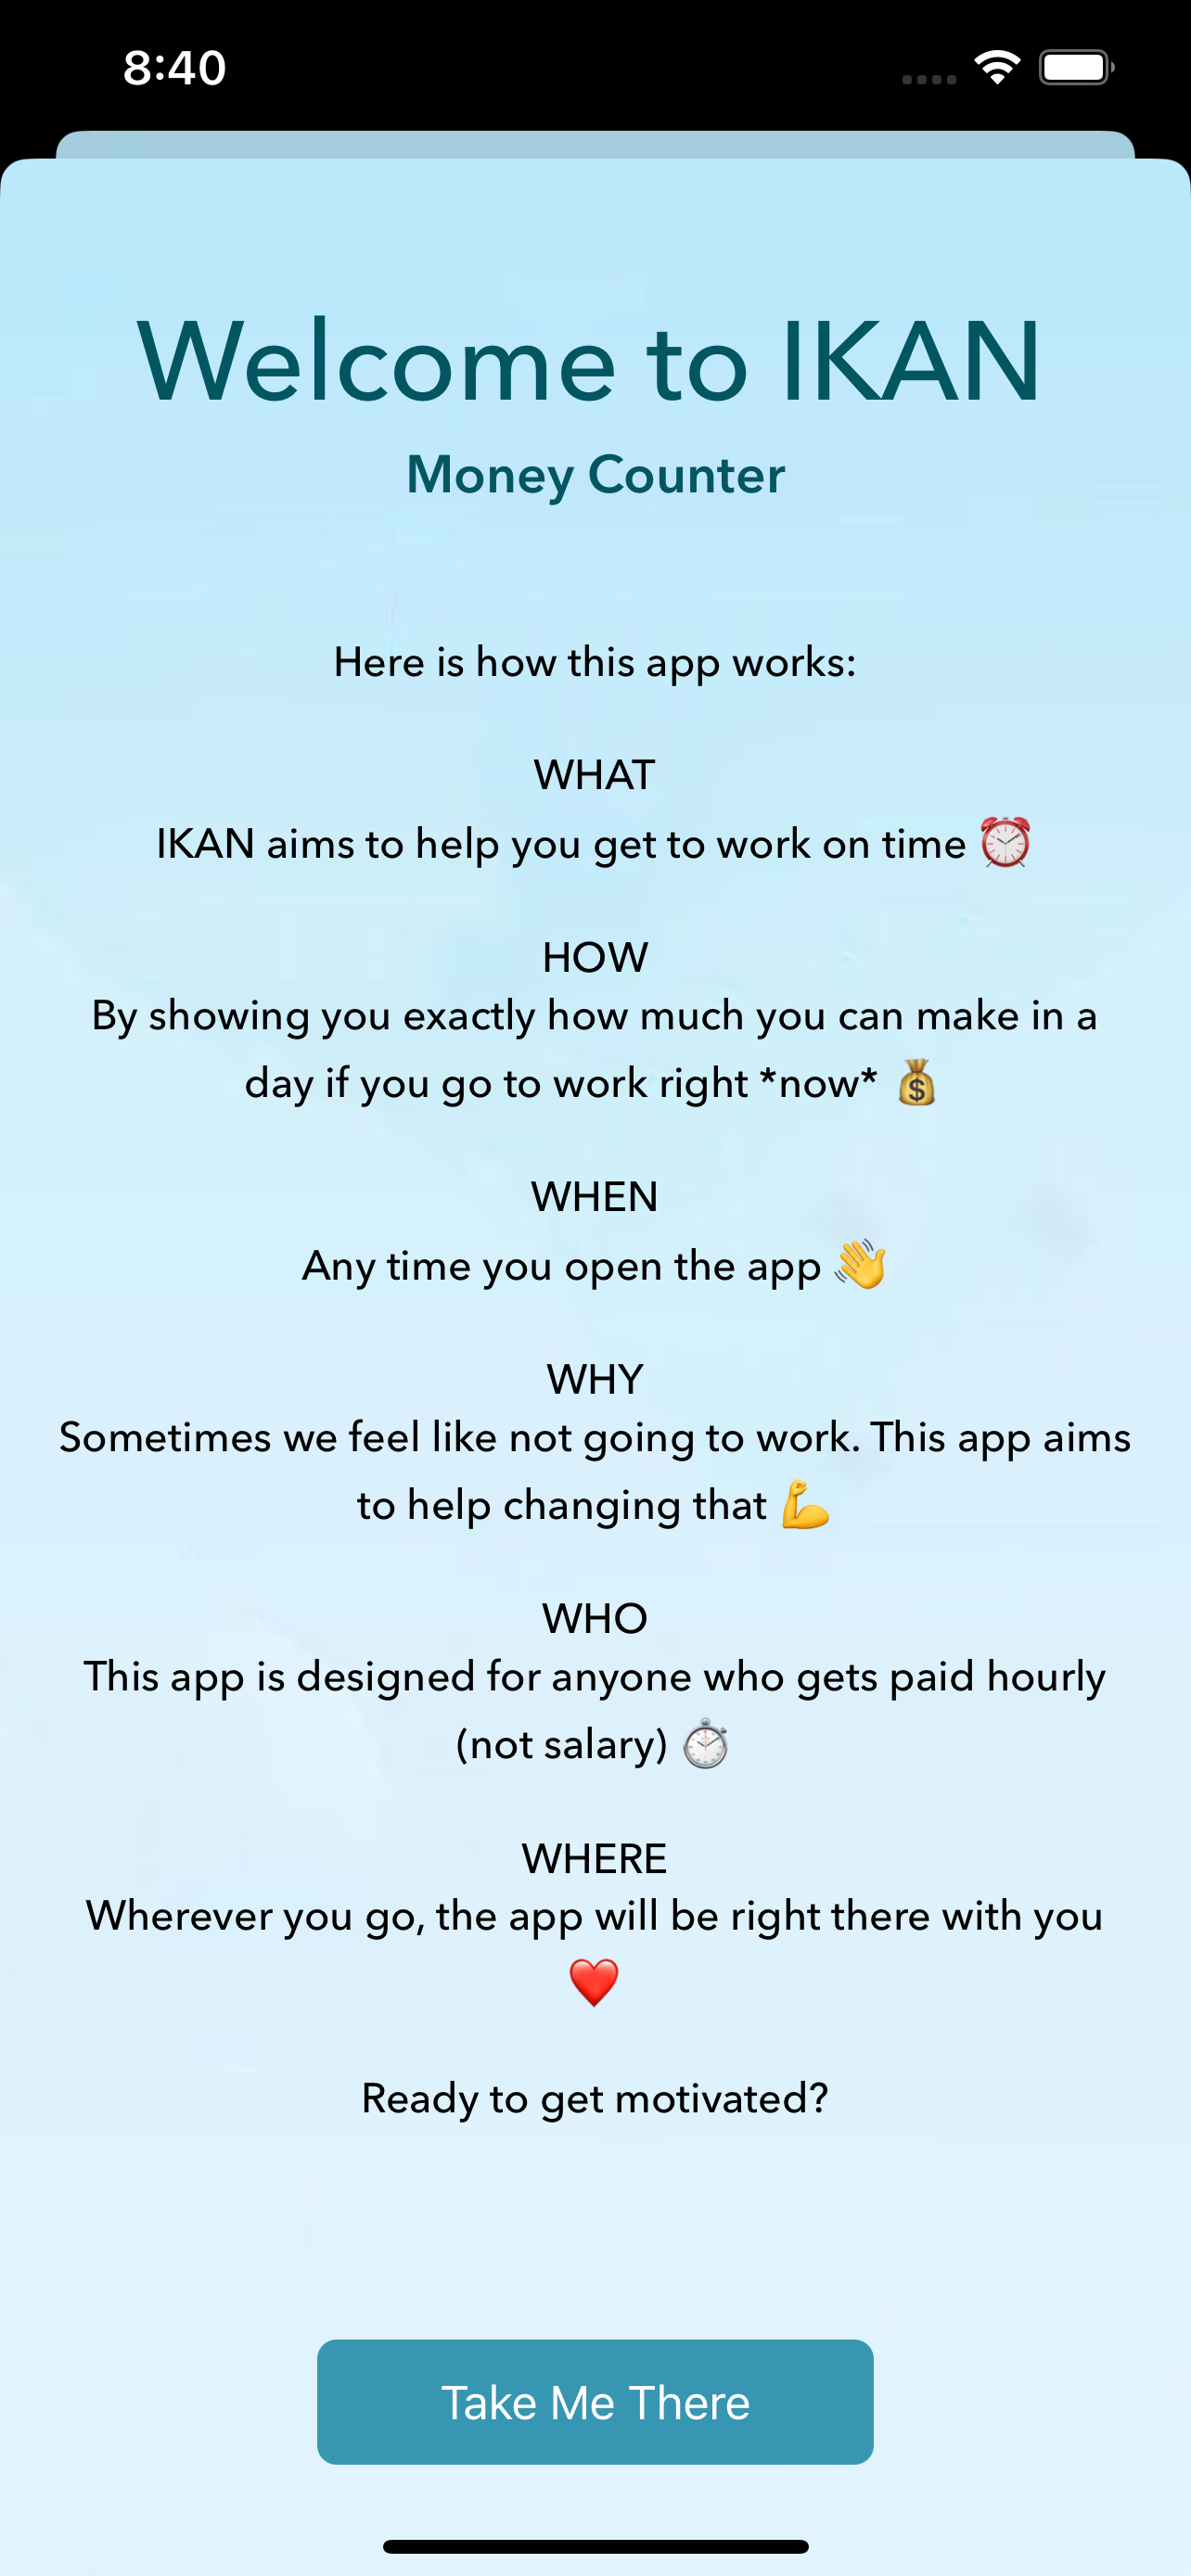 8:40
Welcome to IKAN
Money Counter
Here is how this app works:
WHAT
IKAN aims to help you get to work on time ⏰
HOW
By showing you exactly how much you can make in a
day if you go to work right *now* 💰
WHEN
Any time you open the app 👋
WHY
Sometimes we feel like not going to work. This app aims
to help changing that 💪
WHO
This app is designed for anyone who gets paid hourly
(not salary) ⏱
WHERE
Wherever you go, the app will be right there with you
❤️
Ready to get motivated?
Take Me There